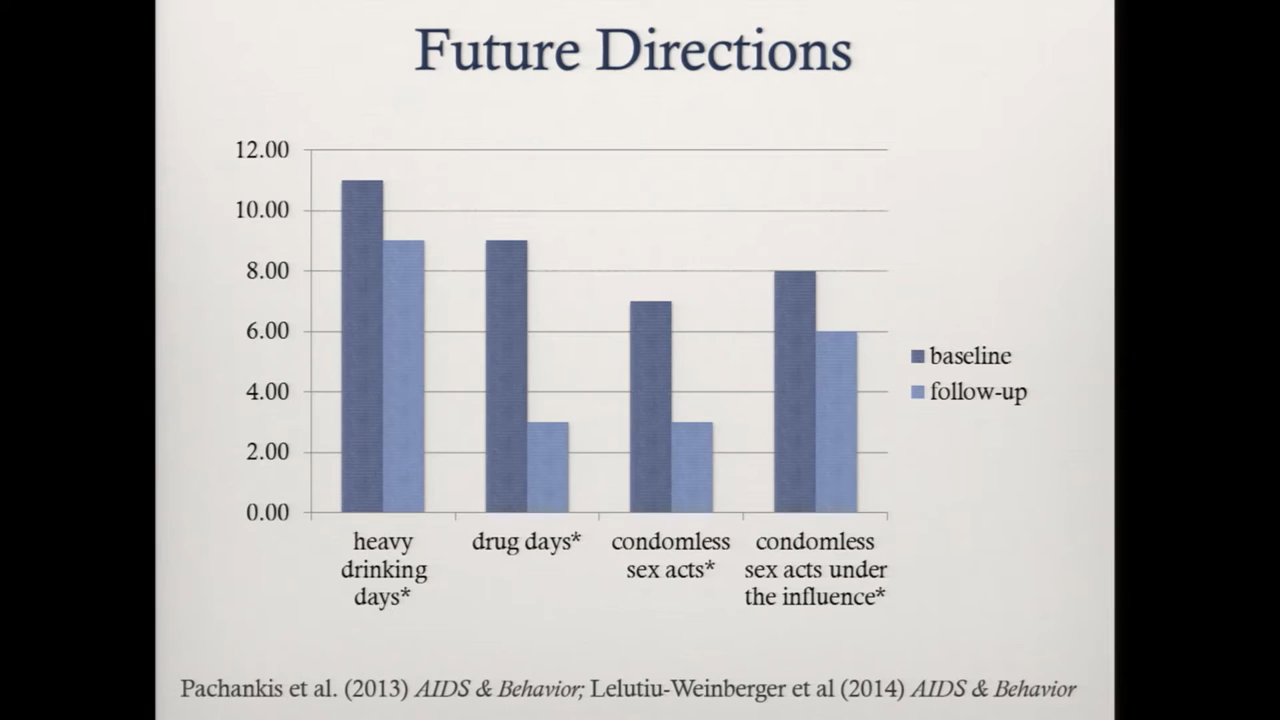 Future Directions
12.00
10.00
8.00
6.00
4.00
2.00
0.00
heavy
drinking
days*
drug days*
condomless
sex acts*
condomless
sex acts under
the influence*
baseline
follow-up
Pachankis et al. (2013) AIDS & Behavior; Lelutiu-Weinberger et al (2014) AIDS & Behavior